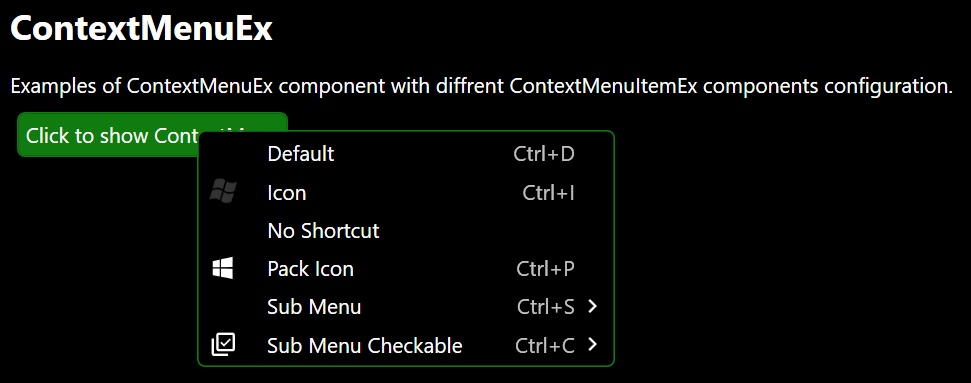 ContextMenuEx
Examples of ContextMenuEx component with diffrent ContextMenuItemEx components configuration.
Click to show
Default Ctrl+D
Icon Ctrl+I
No Shortcut
Pack Icon Ctrl+P
Sub Menu Ctrl+S
Sub Menu Checkable Ctrl+C